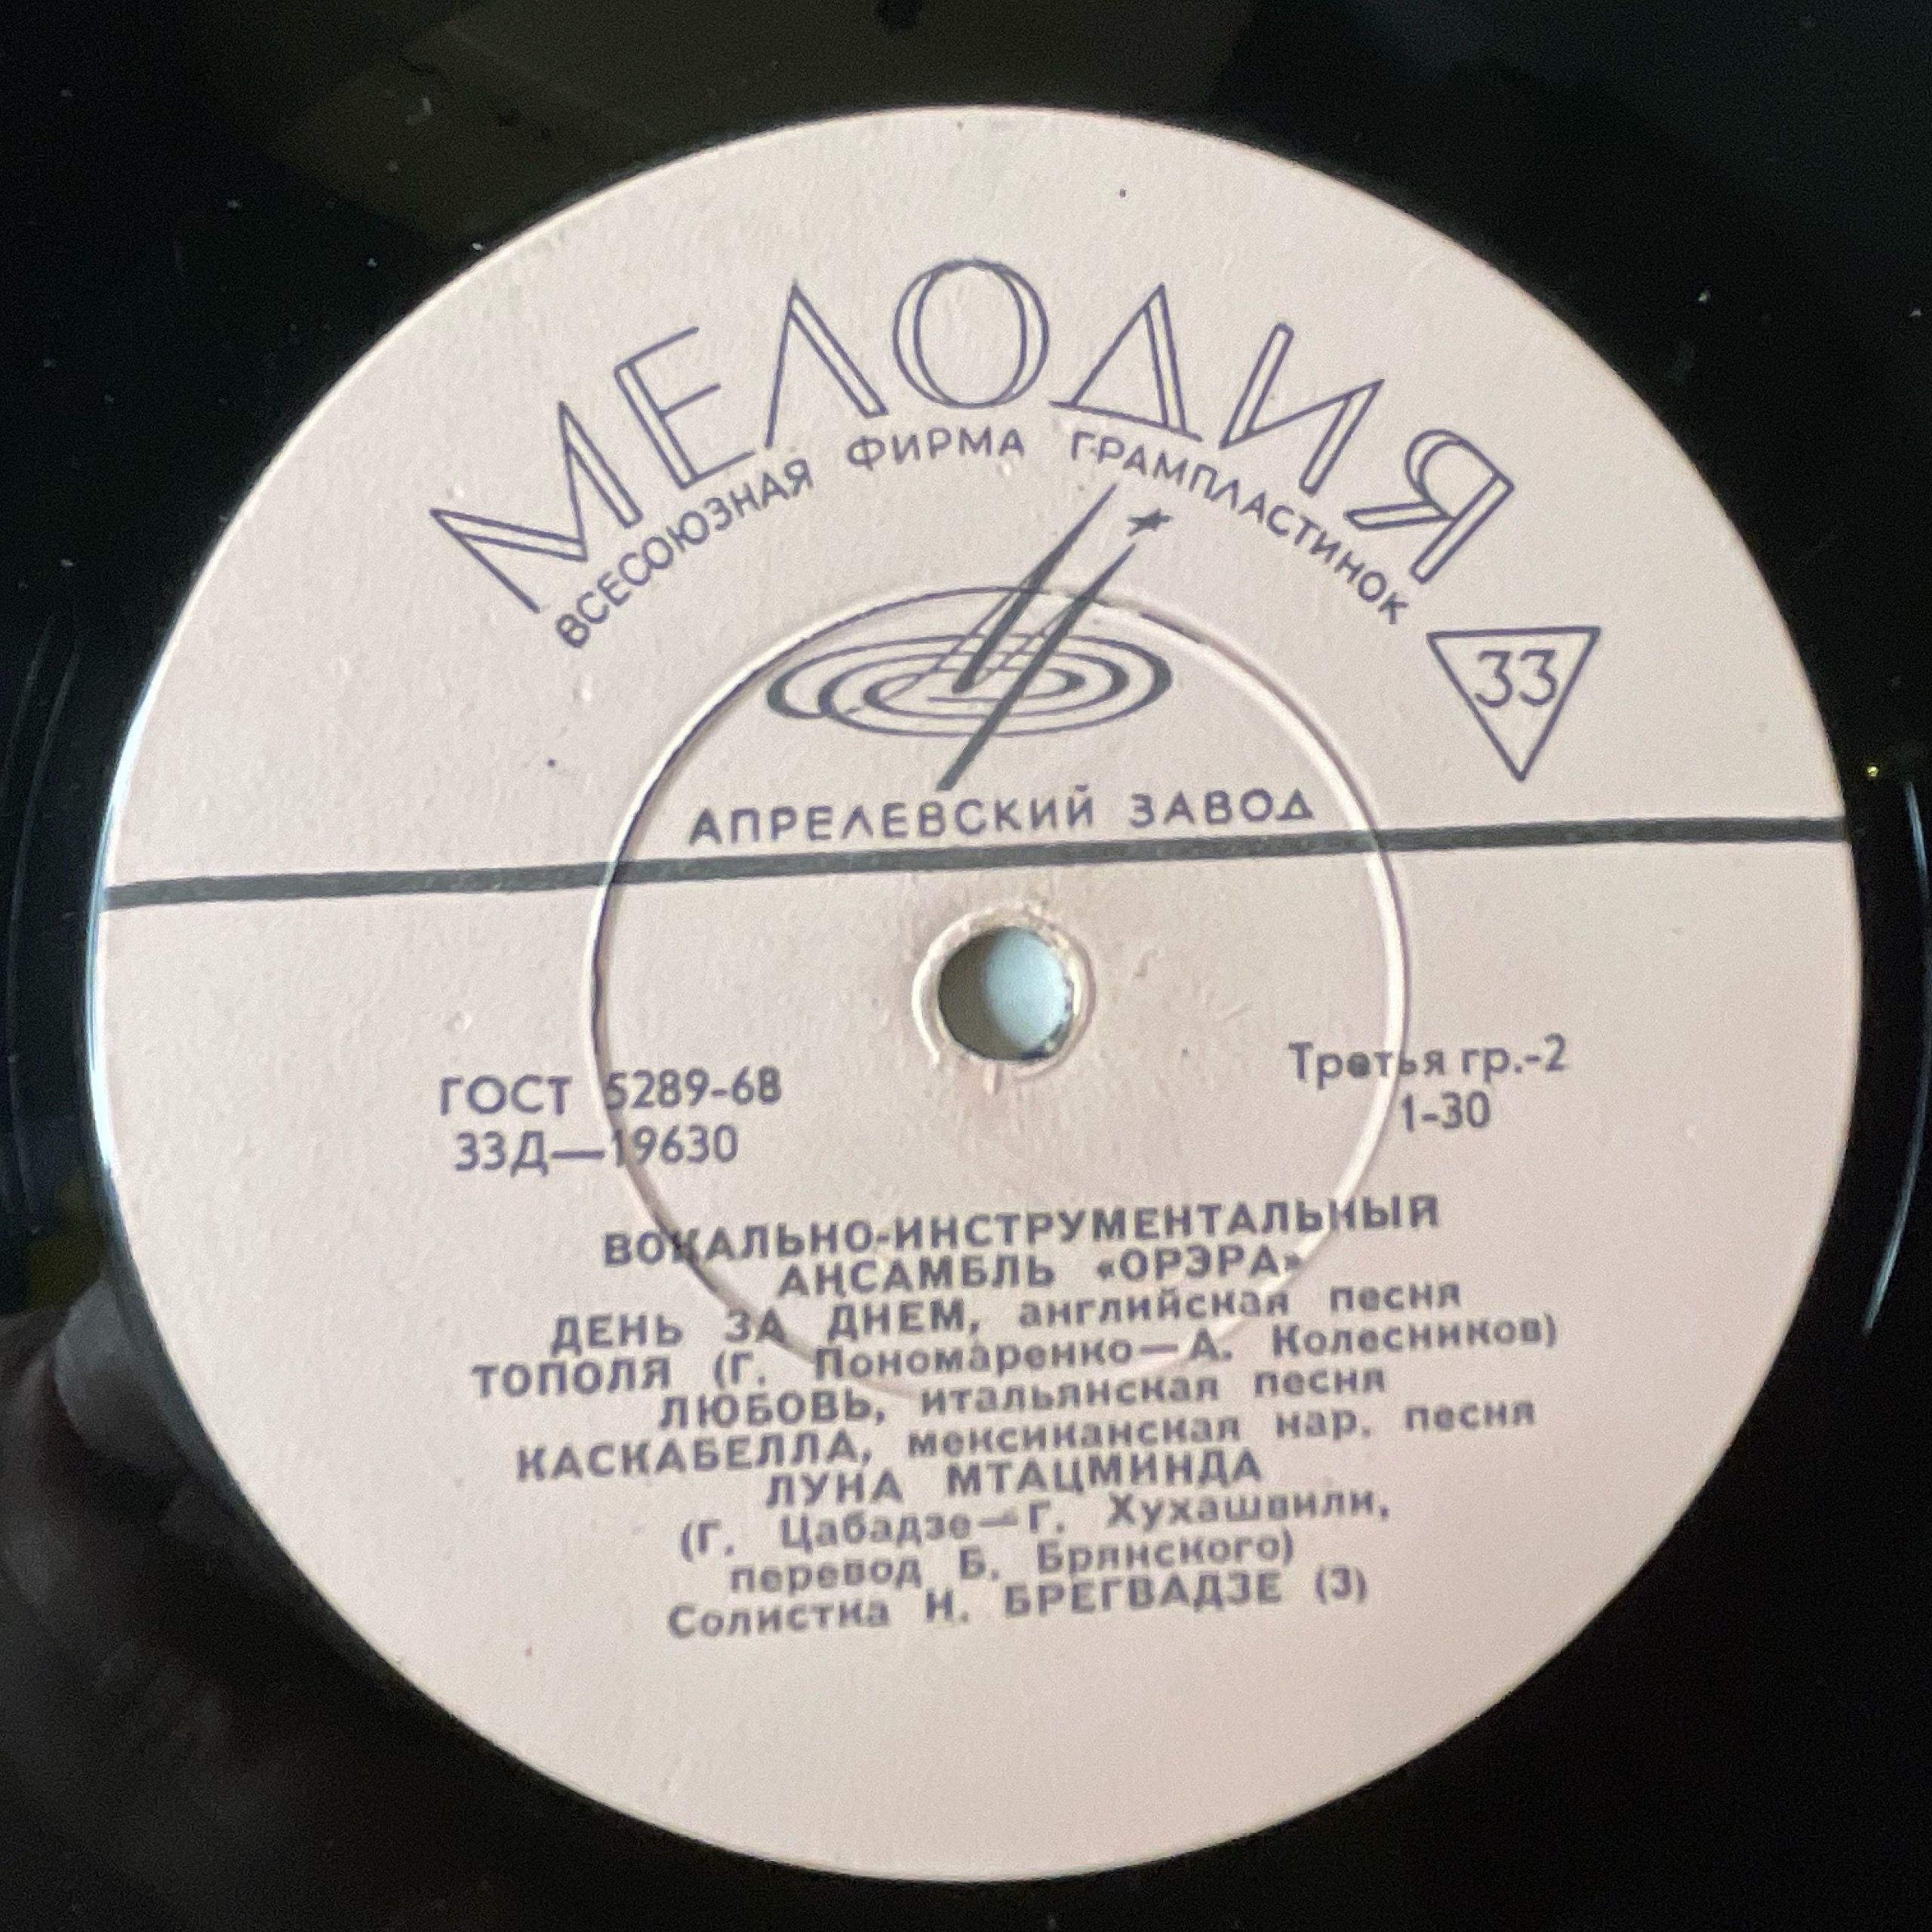 МЕЛОДИЯ
ВСЕСОЮЗНАЯ ФИРМА ГРАМПЛАСТИНОК
33
АПРЕЛЕВСКИЙ ЗАВОД
ГОСТ 5289-68
33Д—19630
Третья гр.-2
1-30
ВОКАЛЬНО-ИНСТРУМЕНТАЛЬНЫЙ
АНСАМБЛЬ «ОРЭРА»
ДЕНЬ ЗА ДНЕМ, английская песня
ТОПОЛЯ (Г. Пономаренко—А. Колесников)
ЛЮБОВЬ, итальянская песня
КАСКАБЕЛЛА, мексиканская нар. песня
ЛУНА МТАЦМИНДА
(Г. Цабадзе—Г. Хухашвили,
перевод Б. Брянского)
Солистка Н. БРЕГВАДЗЕ (3)